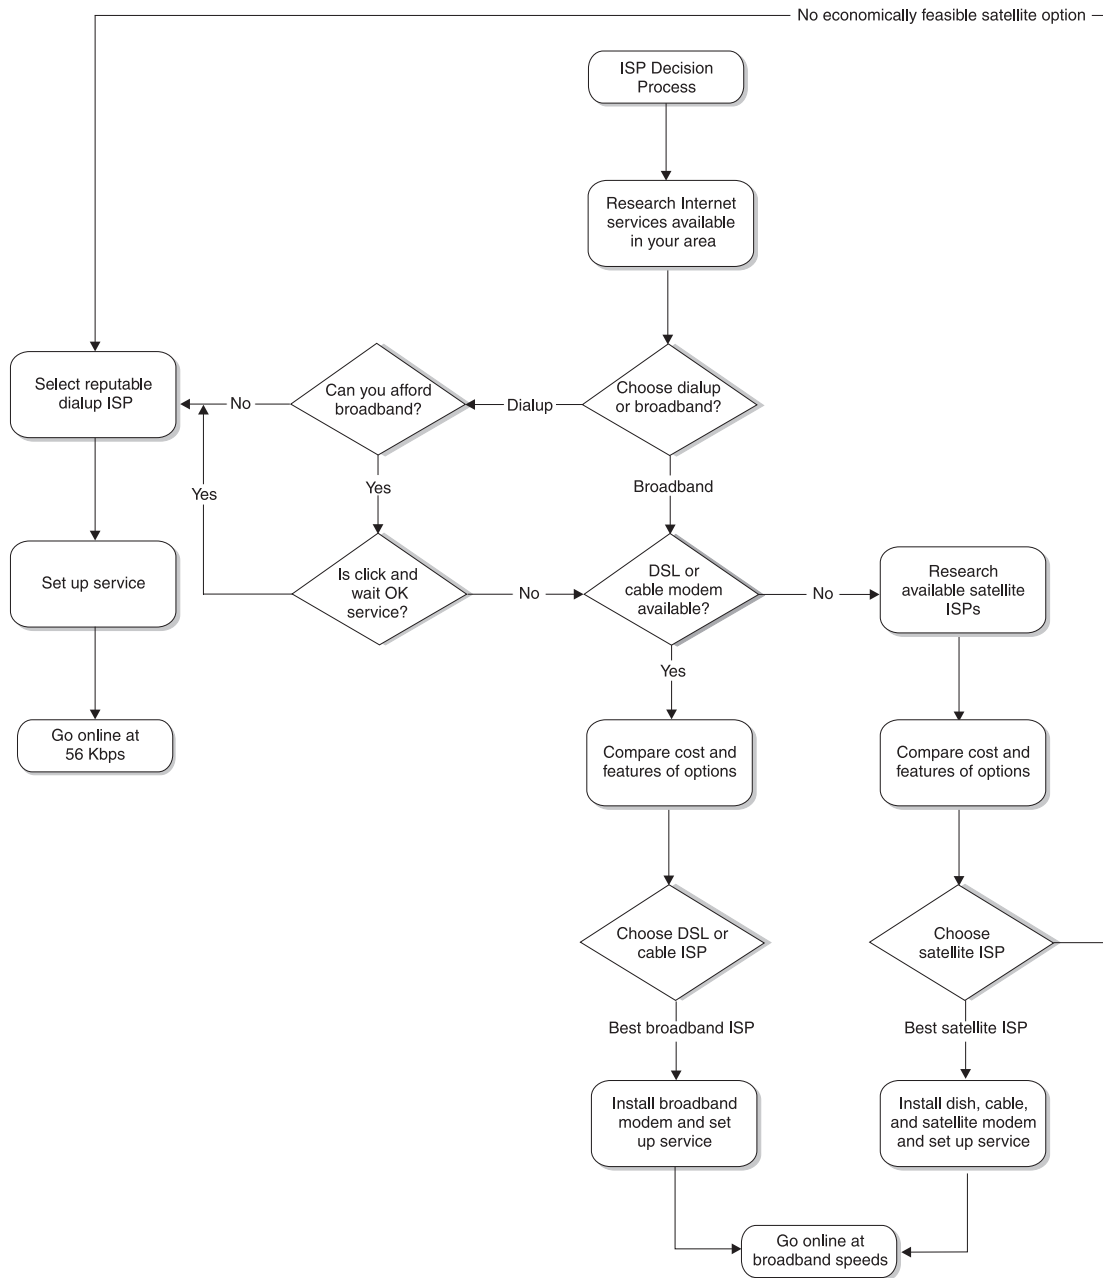 No economically feasible satellite option
ISP Decision
Process
Research Internet
services available
in your area
Select reputable
dialup ISP
No
Can you afford
broadband?
Dialup
Choose dialup
or broadband?
Yes
Yes
Broadband
Set up service
Is click and
wait OK
service?
No
DSL or
cable modem
available?
No
Research
available satellite
ISPs
Yes
Go online at
56 Kbps
Compare cost and
features of options
Compare cost and
features of options
Choose DSL or
cable ISP
Choose
satellite ISP
Best broadband ISP
Best satellite ISP
Install broadband
modem and set
up service
Install dish, cable,
and satellite modem
and set up service
Go online at
broadband speeds